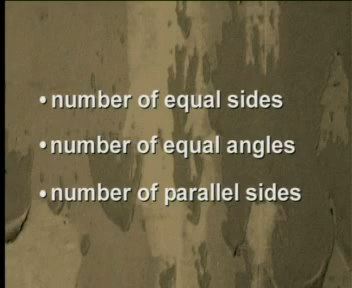 • number of equal sides
• number of equal angles
• number of parallel sides